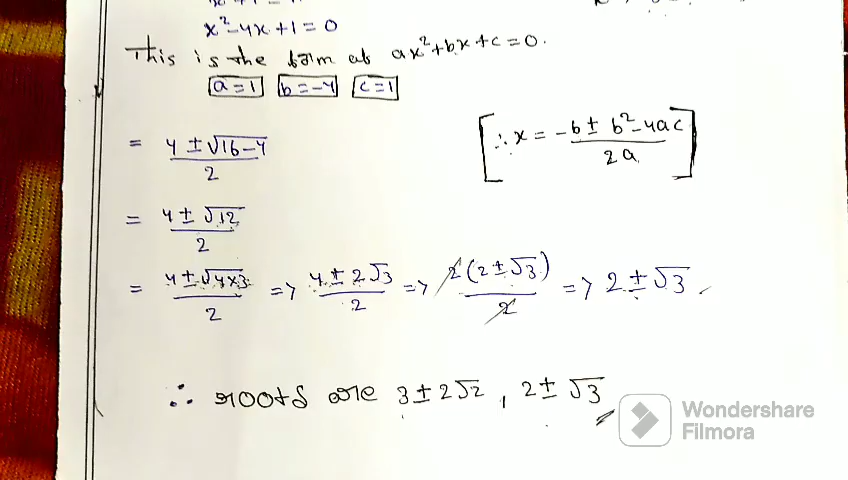 x²-4x+1=0
This is the form of ax²+bx+c=0.
a=1 b=-4 c=1
= 4±√16-4 / 2
[∴x = -b± b²-4ac / 2a]
= 4±√12 / 2
= 4±√4×3 / 2 => 4±2√3 / 2 => 2(2±√3) / 2 => 2±√3
∴ roots are 3±2√2, 2±√3
Wondershare
Filmora